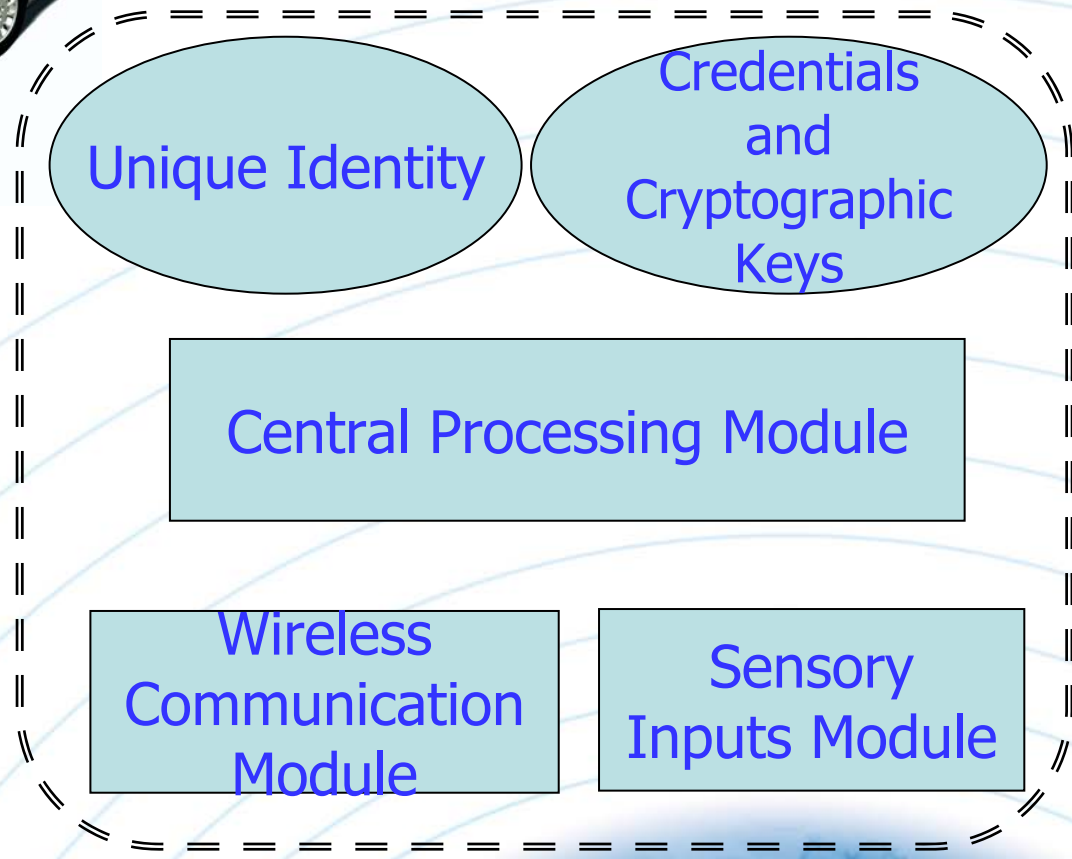 Unique Identity
Credentials
and
Cryptographic
Keys
Central Processing Module
Wireless
Communication
Module
Sensory
Inputs Module